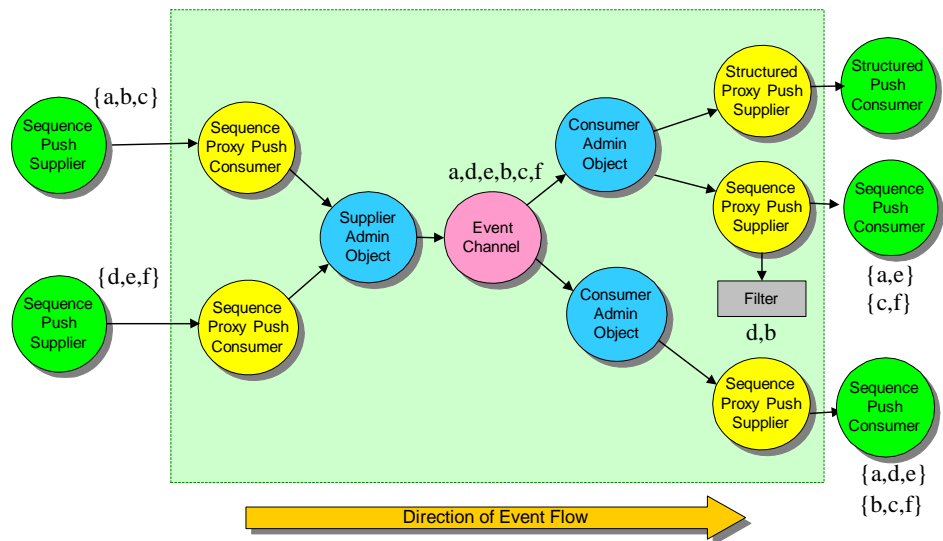 {a,b,c}
Sequence
Push
Supplier
Sequence
Proxy Push
Consumer
{d,e,f}
Sequence
Push
Supplier
Sequence
Proxy Push
Consumer
Supplier
Admin
Object
a,d,e,b,c,f
Event
Channel
Consumer
Admin
Object
Consumer
Admin
Object
Structured
Proxy Push
Supplier
Structured
Push
Consumer
Sequence
Proxy Push
Supplier
Sequence
Push
Consumer
{a,e}
{c,f}
Filter
d,b
Sequence
Proxy Push
Supplier
Sequence
Push
Consumer
{a,d,e}
{b,c,f}
Direction of Event Flow